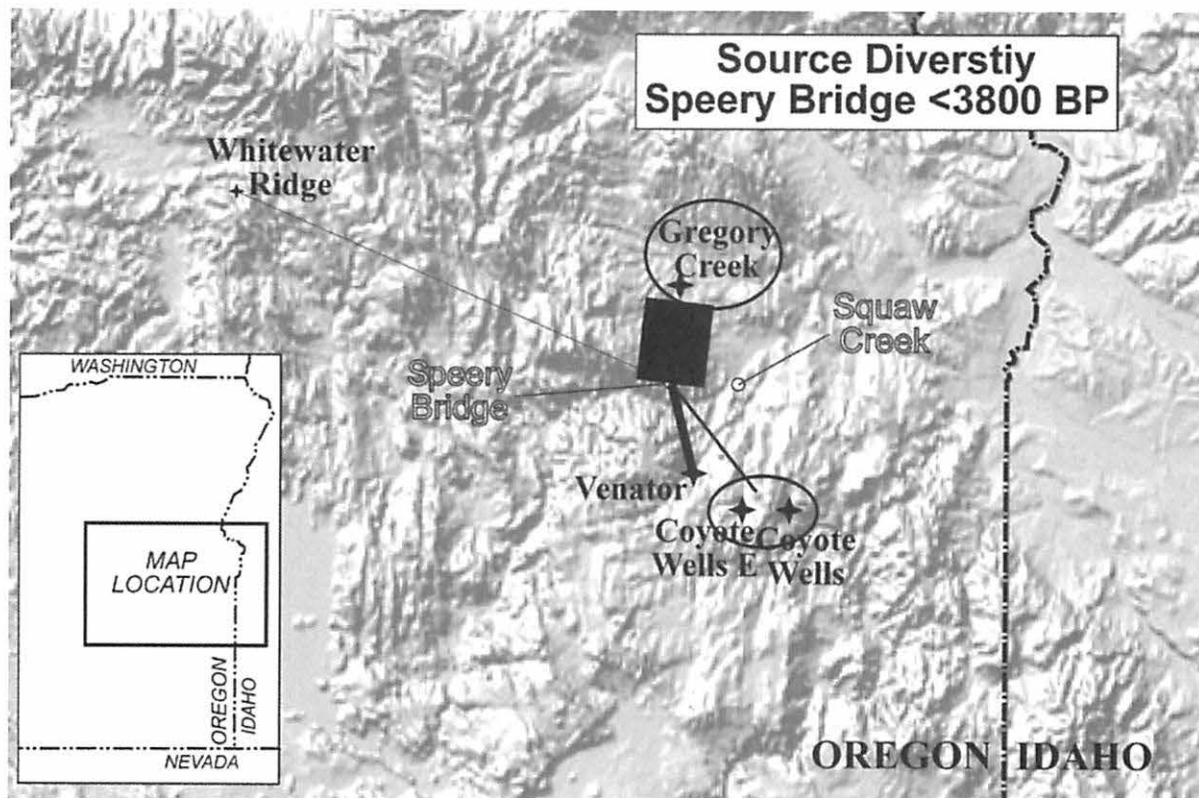 Source Diverstiy
Speery Bridge <3800 BP
Whitewater
Ridge
Gregory
Creek
Squaw
Creek
Speery
Bridge
Venator
Coyote
Wells E
Coyote
Wells
WASHINGTON
MAP
LOCATION
OREGON
IDAHO
NEVADA
OREGON
IDAHO